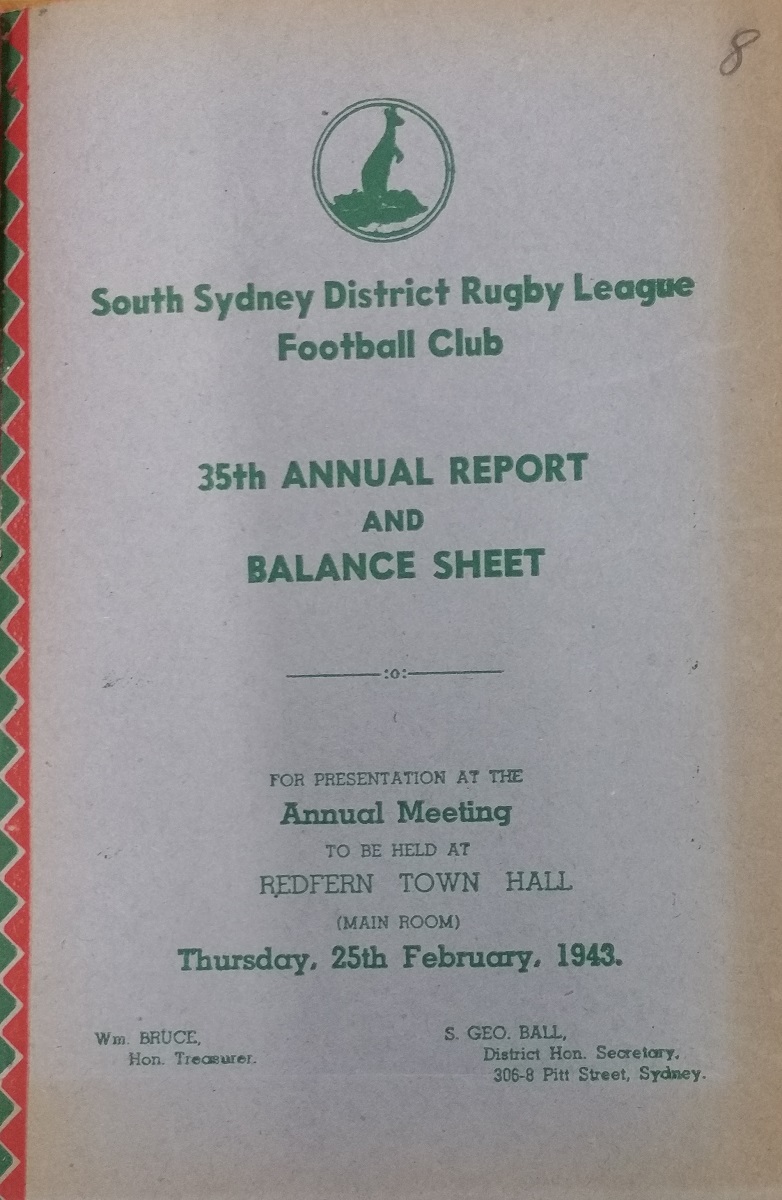 8
South Sydney District Rugby League
Football Club
35th ANNUAL REPORT
AND
BALANCE SHEET
:o:
FOR PRESENTATION AT THE
Annual Meeting
TO BE HELD AT
REDFERN TOWN HALL
(MAIN ROOM)
Thursday, 25th February, 1943.
Wm. BRUCE,
Hon. Treasurer.
S. GEO. BALL,
District Hon. Secretary,
306-8 Pitt Street, Sydney.